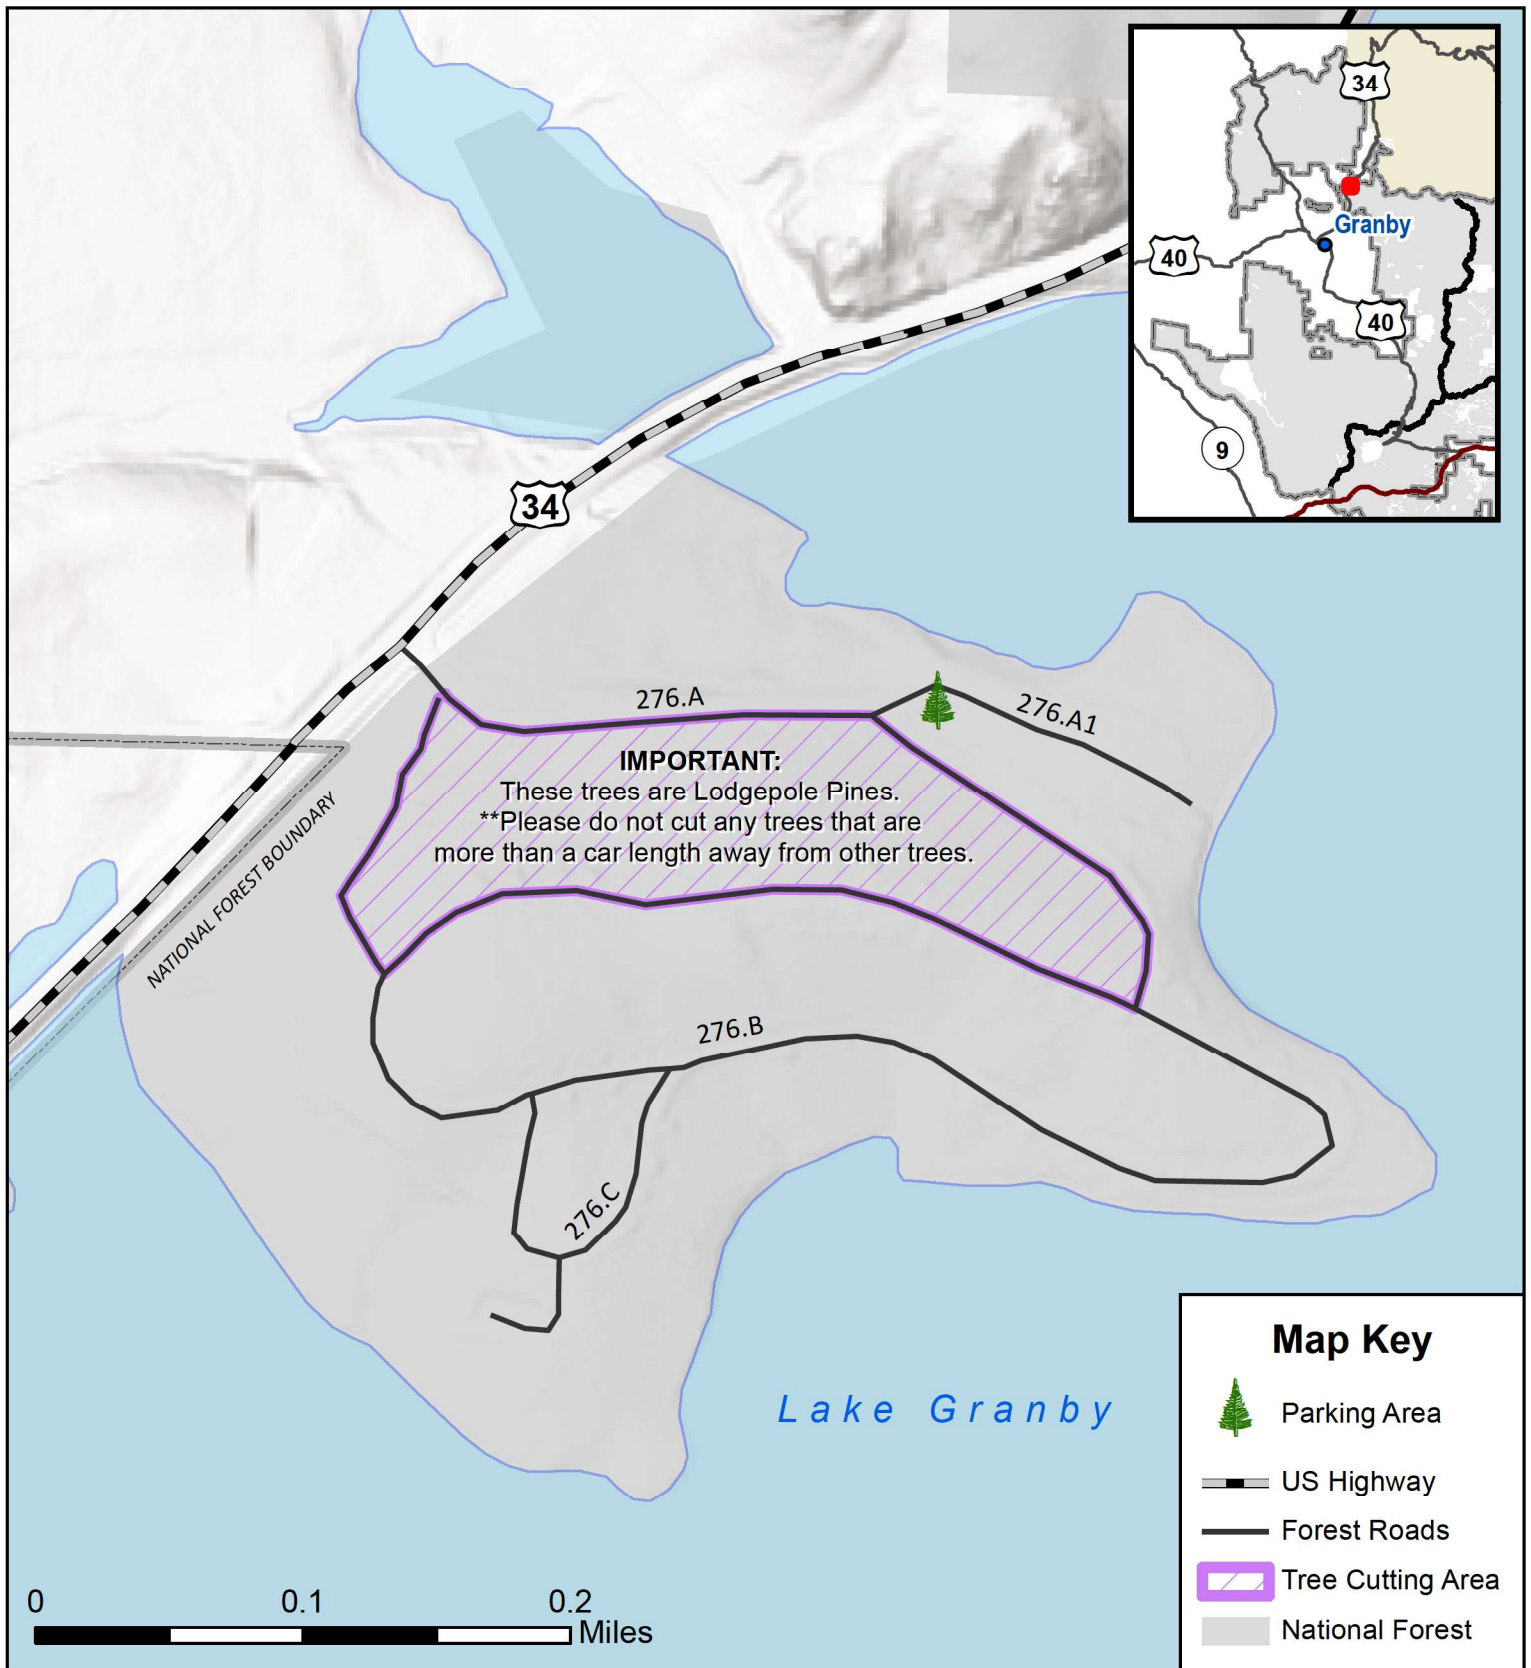 34
Granby
40
40
9
34
276.A
276.A1
IMPORTANT:
These trees are Lodgepole Pines.
**Please do not cut any trees that are
more than a car length away from other trees.
NATIONAL FOREST BOUNDARY
276.B
276.C
Lake Granby
Map Key
Parking Area
US Highway
Forest Roads
Tree Cutting Area
National Forest
0 0.1 0.2
Miles